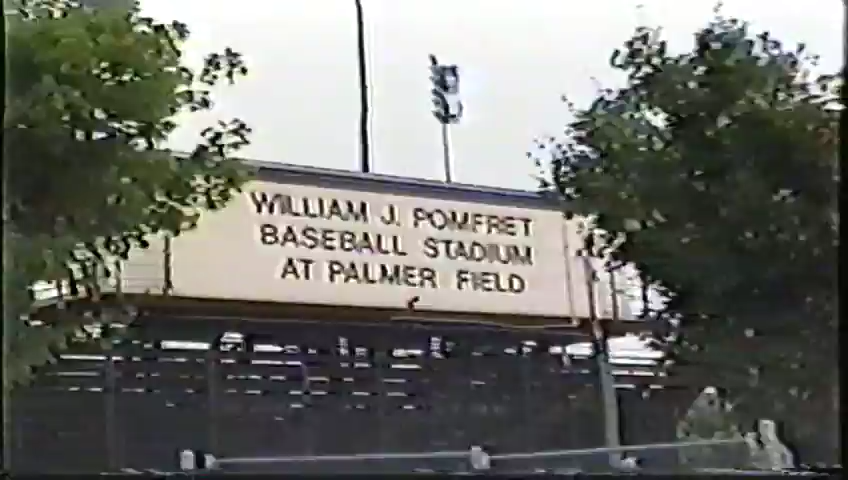 WILLIAM J. POMFRET
BASEBALL STADIUM
AT PALMER FIELD